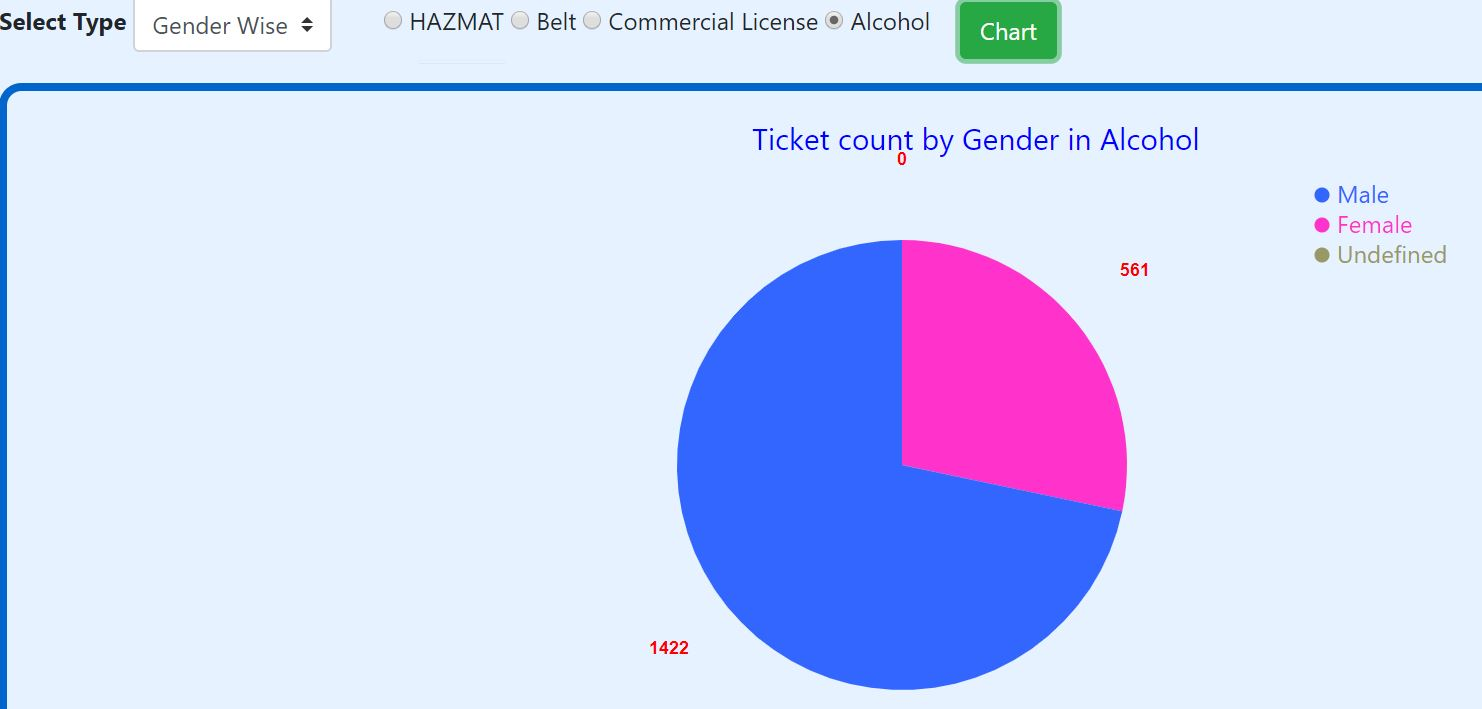 Select Type Gender Wise HAZMAT Belt Commercial License Alcohol Chart
Ticket count by Gender in Alcohol
0
Male
Female
Undefined
561
1422